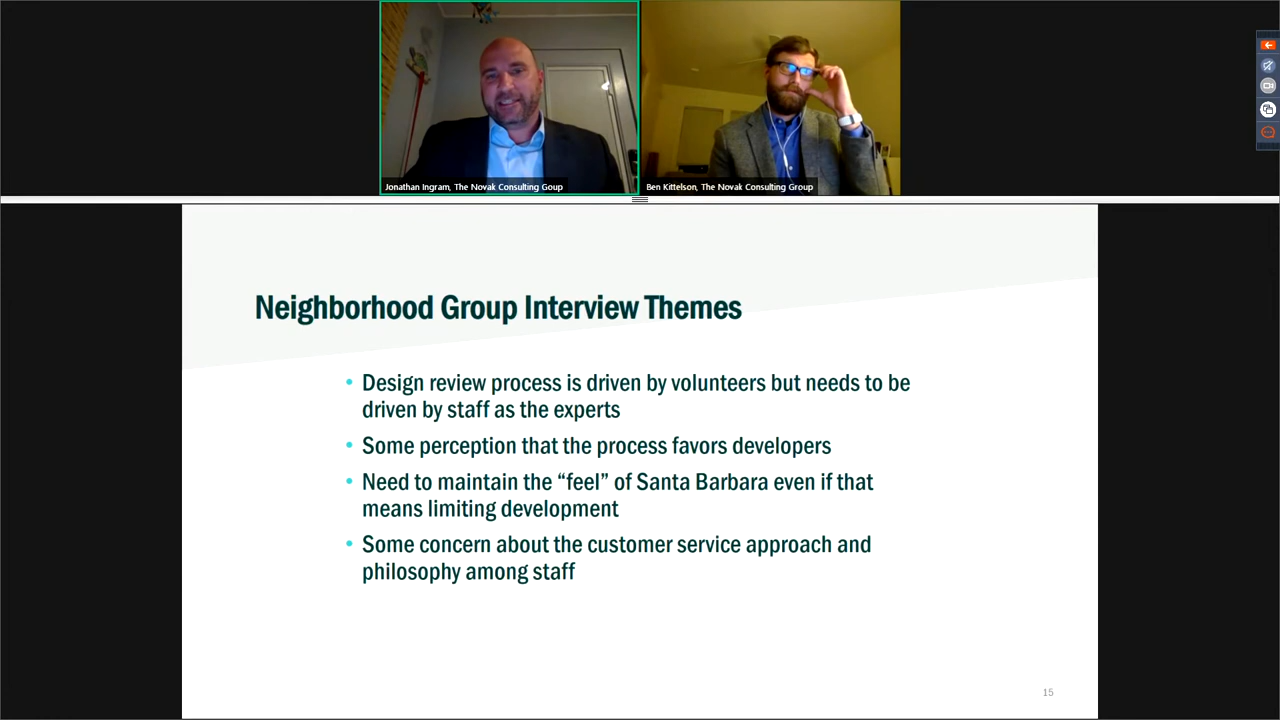 Jonathan Ingram, The Novak Consulting Goup
Ben Kittelson, The Novak Consulting Group
Neighborhood Group Interview Themes
• Design review process is driven by volunteers but needs to be
driven by staff as the experts
• Some perception that the process favors developers
• Need to maintain the “feel” of Santa Barbara even if that
means limiting development
• Some concern about the customer service approach and
philosophy among staff
15